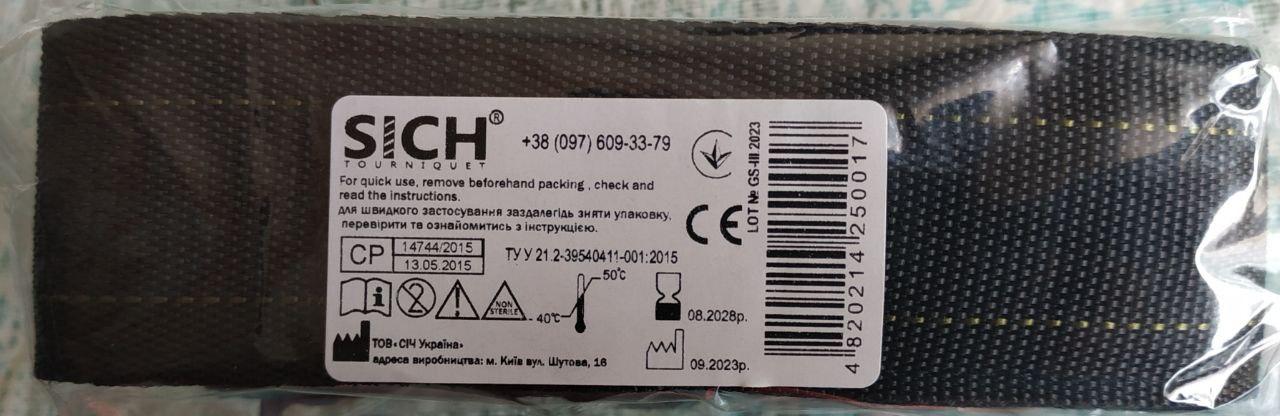 SICH®
TOURNIQUET
+38 (097) 609-33-79
For quick use, remove beforehand packing , check and
read the instructions.
для швидкого застосування заздалегідь зняти упаковку,
перевірити та ознайомитись з інструкцією.
CE
CP
14744/2015
13.05.2015
ТУ У 21.2-39540411-001:2015
2
NON
STERILE
- 40℃
50℃
08.2028р.
09.2023р.
ТОВ «СІЧ Україна»
адреса виробництва: м. Київ вул. Шутова, 16
LOT № GS-III 2023
4 820214 250017